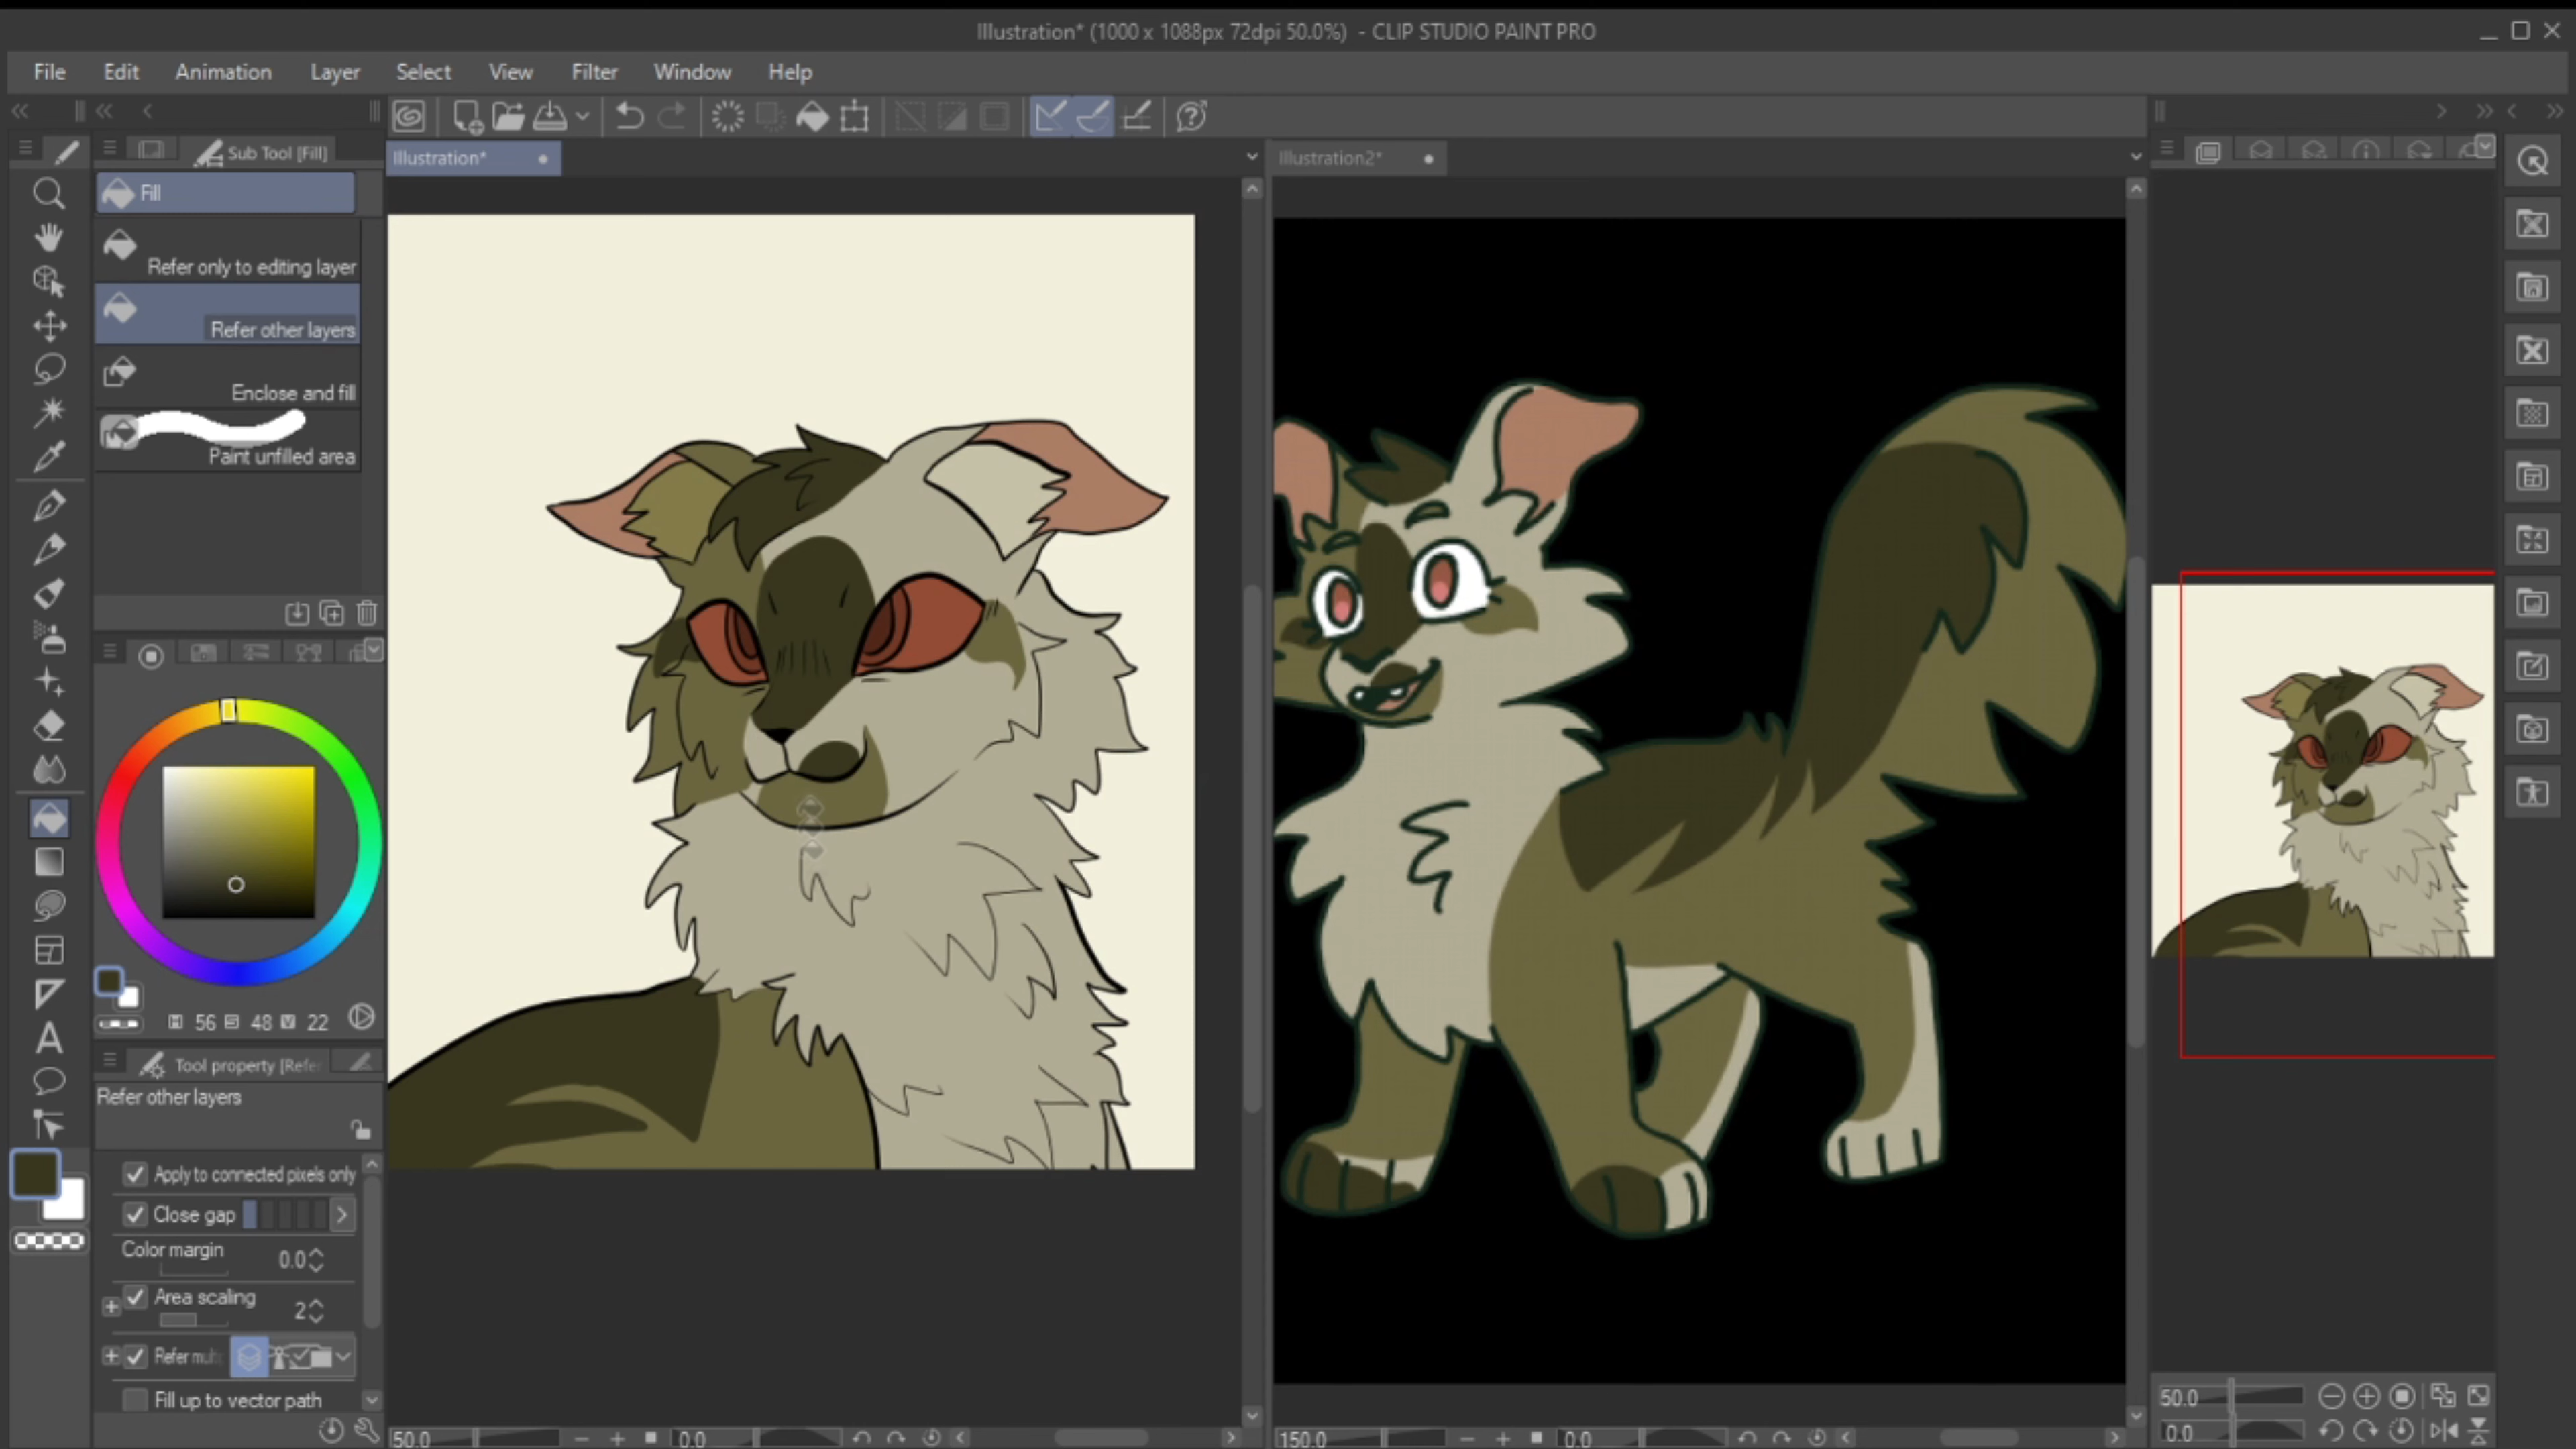 Illustration* (1000 x 1088px 72dpi 50.0%) - CLIP STUDIO PAINT PRO
File Edit Animation Layer Select View Filter Window Help
Sub Tool [Fill]
Illustration*
Illustration2*
Fill
Refer only to editing layer
Refer other layers
Enclose and fill
Paint unfilled area
H 56 S 48 V 22
Tool property [Refer
Refer other layers
Apply to connected pixels only
Close gap
Color margin 0.0
Area scaling 2
Refer mult
Fill up to vector path
50.0 0.0
150.0 0.0
50.0
0.0